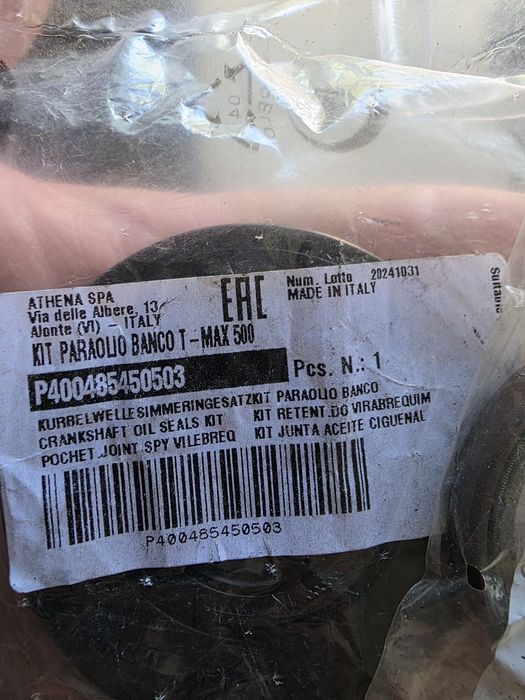 ATHENA SPA
Via delle Albere, 13
Alonte (VI) - ITALY
EAC
Num. Lotto 20241031
MADE IN ITALY
KIT PARAOLIO BANCO T-MAX 500
P400485450503
Pcs. N.: 1
KURBELWELLESIMMERINGESATZKIT PARAOLIO BANCO
CRANKSHAFT OIL SEALS KIT KIT RETENT.DO VIRABREQUIM
POCHET JOINT SPY VILEBREQ KIT JUNTA ACEITE CIGUENAL
P400485450503